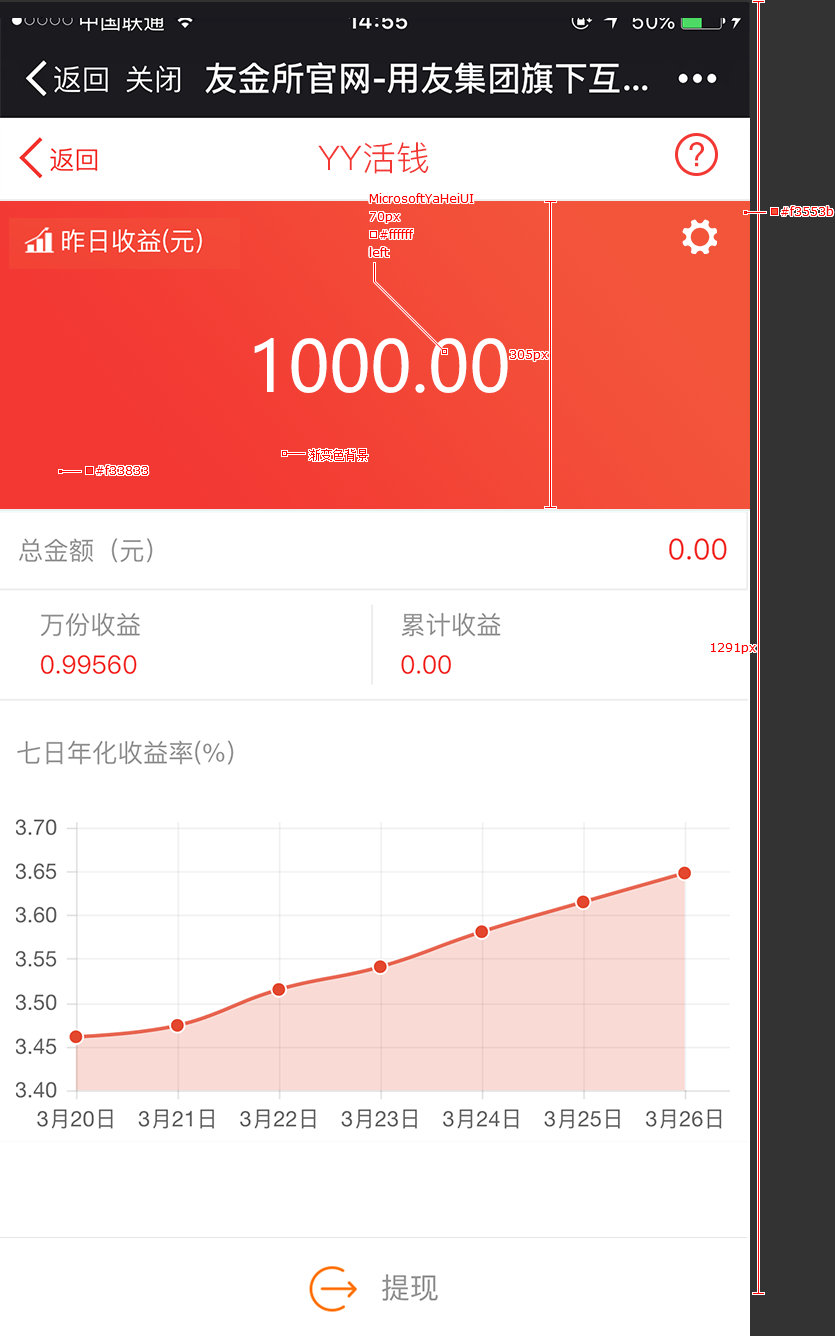 中国联通 14:55 50%
返回 关闭 友金所官网-用友集团旗下互...
返回 YY活钱 ?
MicrosoftYaHeiUI
70px
#ffffff
left
#f3553b
昨日收益(元)
1000.00
305px
渐变色背景
#f33833
总金额（元） 0.00
万份收益 累计收益
0.99560 0.00
1291px
七日年化收益率(%)
3.70
3.65
3.60
3.55
3.50
3.45
3.40
3月20日 3月21日 3月22日 3月23日 3月24日 3月25日 3月26日
提现